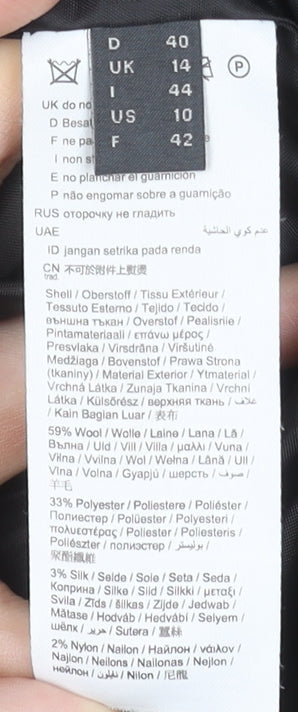 D 40
UK 14
I 44
US 10
F 42
P
UK do no
D Besat
F ne pa
I non s
E no planchar el guarnición
P não engomar sobre a guarnição
RUS оторочку не гладить
UAE عدم كوي الحاشية
ID jangan setrika pada renda
CN trad. 不可於附件上熨燙
Shell / Oberstoff / Tissu Extérieur /
Tessuto Esterno / Tejido / Tecido /
външна тъкан / Overstof / Pealisriie /
Pintamateriaali / επάνω μέρος /
Presvlaka / Virsdrāna / Viršutinė
Medžiaga / Bovenstof / Prawa Strona
(tkaniny) / Material Exterior / Ytmaterial /
Vrchná Látka / Zunaja Tkanina / Vrchní
Látka / Külsőrész / верхняя ткань / غلاف
/ Kain Bagian Luar / 表布
59% Wool / Wolle / Laine / Lana / Lã /
Вълна / Uld / Vill / Villa / μαλλί / Vuna /
Vilna / Vvilna / Wol / Wełna / Lână / Ull /
Vlna / Volna / Gyapjú / шерсть / صوف /
羊毛
33% Polyester / Poliestere / Poliéster /
Полиестер / Polüester / Polyesteri /
πολυεστέρας / Poliester / Poliesteris /
Poliészter / полиэстер / بوليستر /
聚酯纖維
3% Silk / Seide / Soie / Seta / Seda /
Коприна / Silke / Siid / Silkki / μεταξι /
Svila / Zīds / šilkas / Zijde / Jedwab /
Mătase / Hodváb / Hedvábí / Selyem /
шёлк / حرير / Sutera / 蠶絲
2% Nylon / Nailon / Найлон / νάιλον /
Najlon / Neilons / Nailonas / Nejlon /
нейлон / نايلون / Nilon / 尼龍